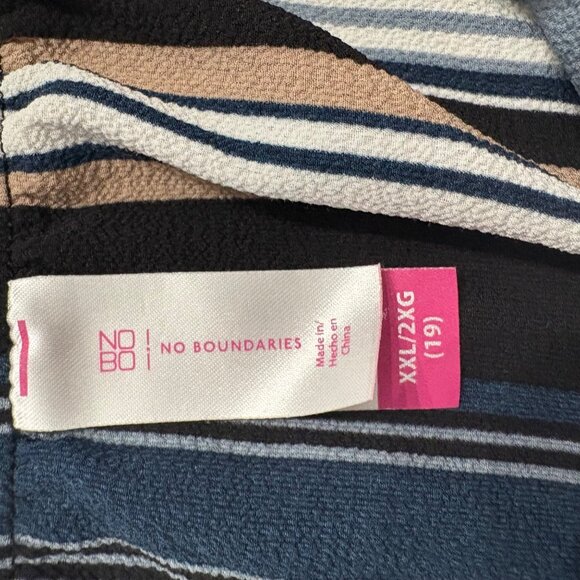 NO
BO
NO BOUNDARIES
Made in/
Hecho en
China
XXL/2XG
(19)